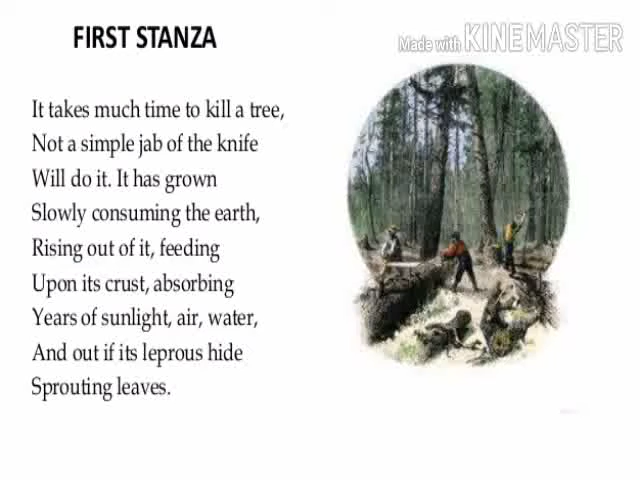 FIRST STANZA
Made with KINEMASTER
It takes much time to kill a tree,
Not a simple jab of the knife
Will do it. It has grown
Slowly consuming the earth,
Rising out of it, feeding
Upon its crust, absorbing
Years of sunlight, air, water,
And out if its leprous hide
Sprouting leaves.